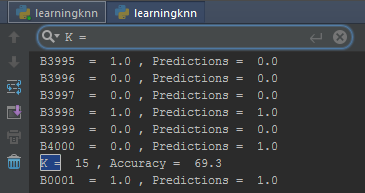 learningknn learningknn
K =
B3995 = 1.0 , Predictions = 0.0
B3996 = 0.0 , Predictions = 0.0
B3997 = 0.0 , Predictions = 0.0
B3998 = 1.0 , Predictions = 1.0
B3999 = 0.0 , Predictions = 0.0
B4000 = 0.0 , Predictions = 1.0
K = 15 , Accuracy = 69.3
B0001 = 1.0 , Predictions = 1.0